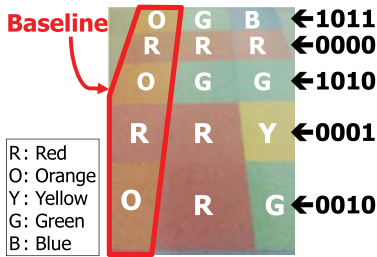 Baseline
O G B ←1011
R R R ←0000
O G G ←1010
R R Y ←0001
O R G ←0010
R: Red
O: Orange
Y: Yellow
G: Green
B: Blue